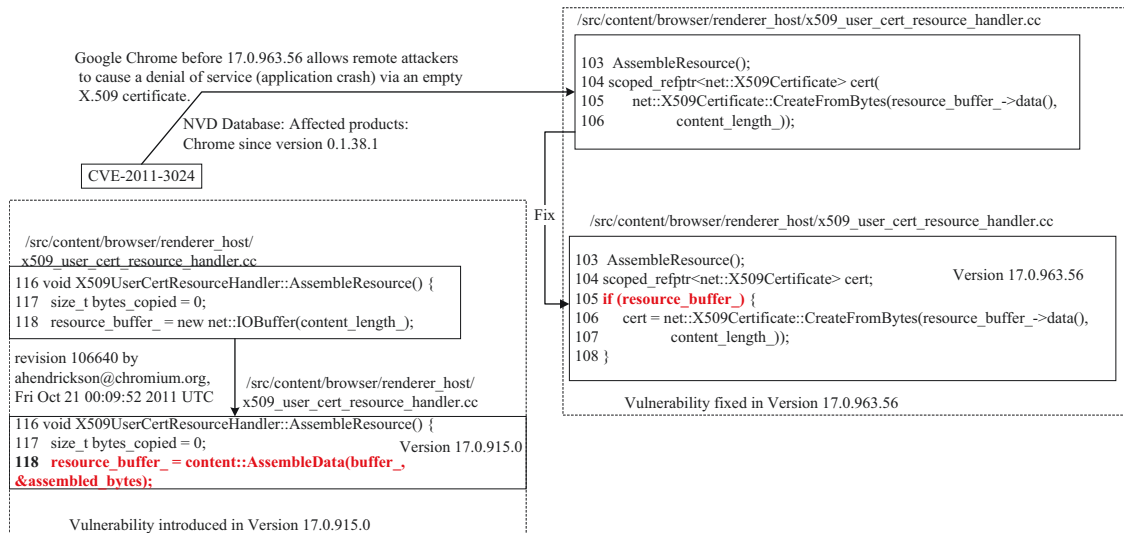 Google Chrome before 17.0.963.56 allows remote attackers
to cause a denial of service (application crash) via an empty
X.509 certificate.
NVD Database: Affected products:
Chrome since version 0.1.38.1
CVE-2011-3024
/src/content/browser/renderer_host/x509_user_cert_resource_handler.cc
103 AssembleResource();
104 scoped_refptr<net::X509Certificate> cert(
105 net::X509Certificate::CreateFromBytes(resource_buffer_->data(),
106 content_length_));
Fix
/src/content/browser/renderer_host/x509_user_cert_resource_handler.cc
103 AssembleResource();
104 scoped_refptr<net::X509Certificate> cert;
Version 17.0.963.56
105 if (resource_buffer_) {
106 cert = net::X509Certificate::CreateFromBytes(resource_buffer_->data(),
107 content_length_));
108 }
Vulnerability fixed in Version 17.0.963.56
/src/content/browser/renderer_host/
x509_user_cert_resource_handler.cc
116 void X509UserCertResourceHandler::AssembleResource() {
117 size_t bytes_copied = 0;
118 resource_buffer_ = new net::IOBuffer(content_length_);
revision 106640 by
ahendrickson@chromium.org,
Fri Oct 21 00:09:52 2011 UTC
/src/content/browser/renderer_host/
x509_user_cert_resource_handler.cc
116 void X509UserCertResourceHandler::AssembleResource() {
117 size_t bytes_copied = 0;
Version 17.0.915.0
118 resource_buffer_ = content::AssembleData(buffer_,
&assembled_bytes);
Vulnerability introduced in Version 17.0.915.0